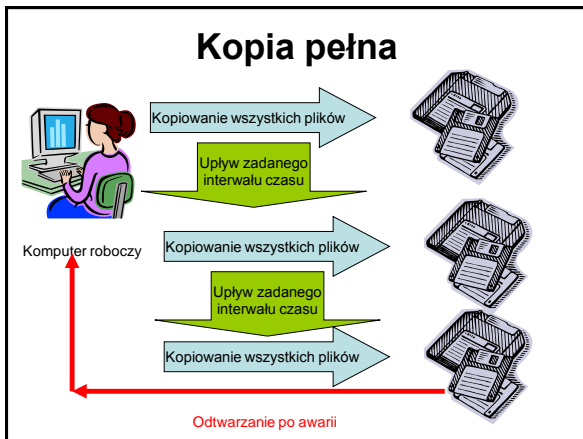 Kopia pełna
Kopiowanie wszystkich plików
Upływ zadanego
interwału czasu
Komputer roboczy
Kopiowanie wszystkich plików
Upływ zadanego
interwału czasu
Kopiowanie wszystkich plików
Odtwarzanie po awarii